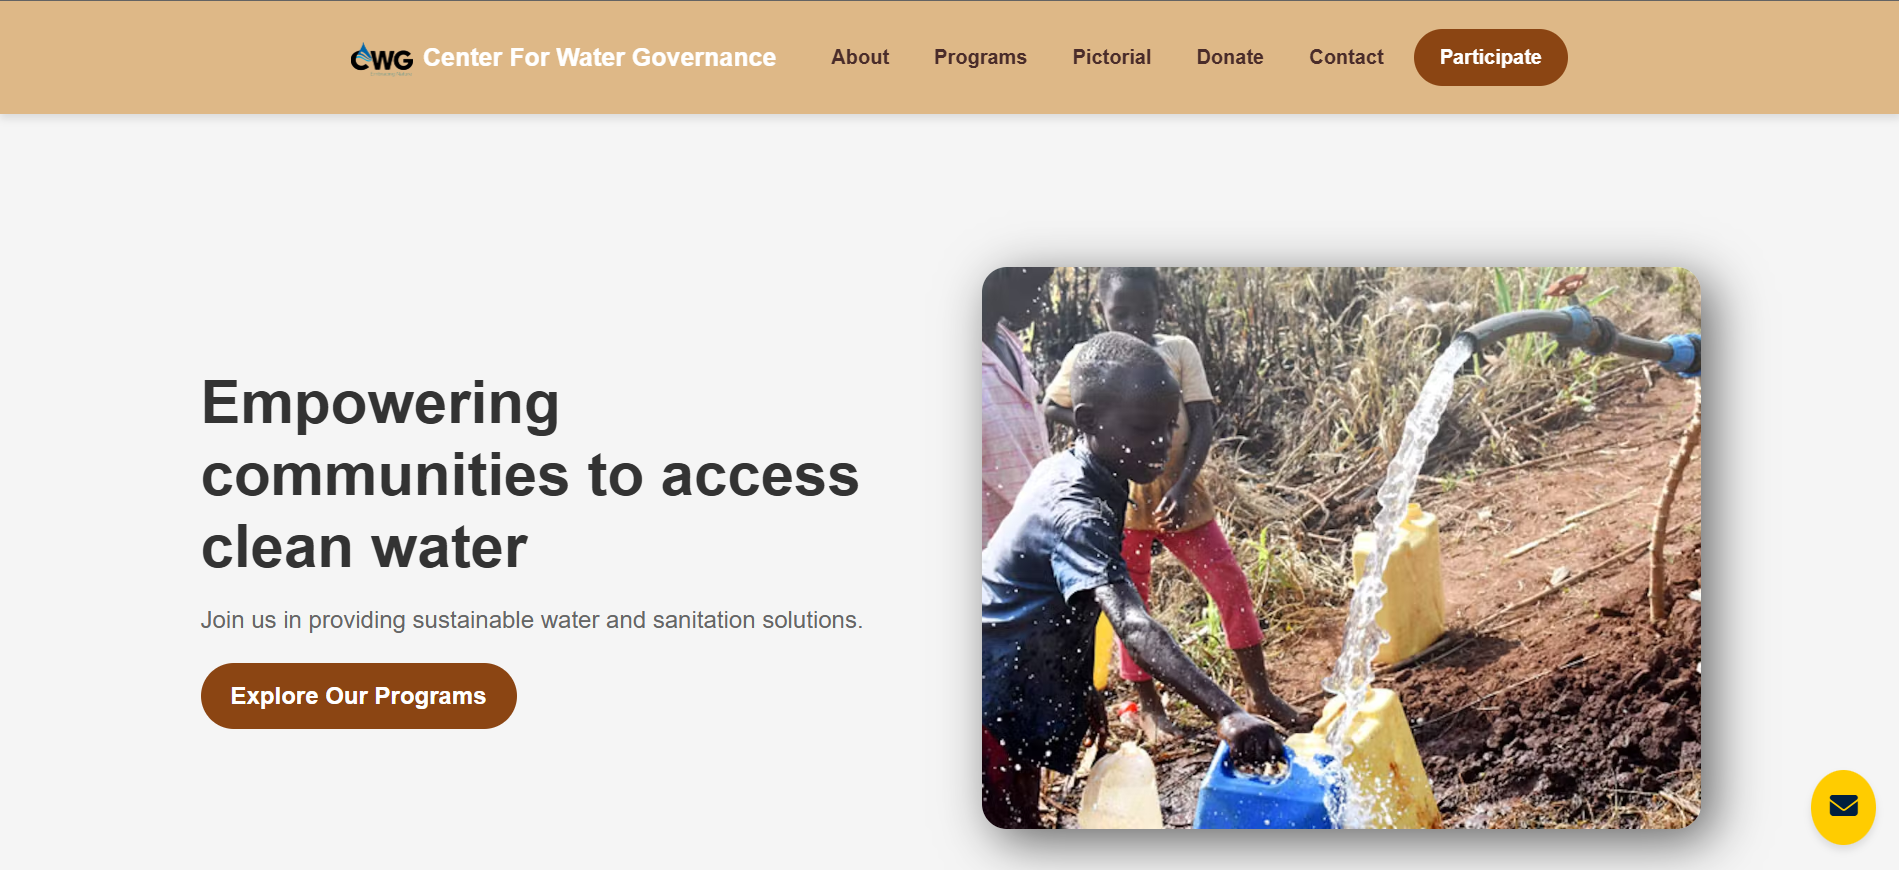 CWG Center For Water Governance About Programs Pictorial Donate Contact Participate
Empowering
communities to access
clean water
Join us in providing sustainable water and sanitation solutions.
Explore Our Programs